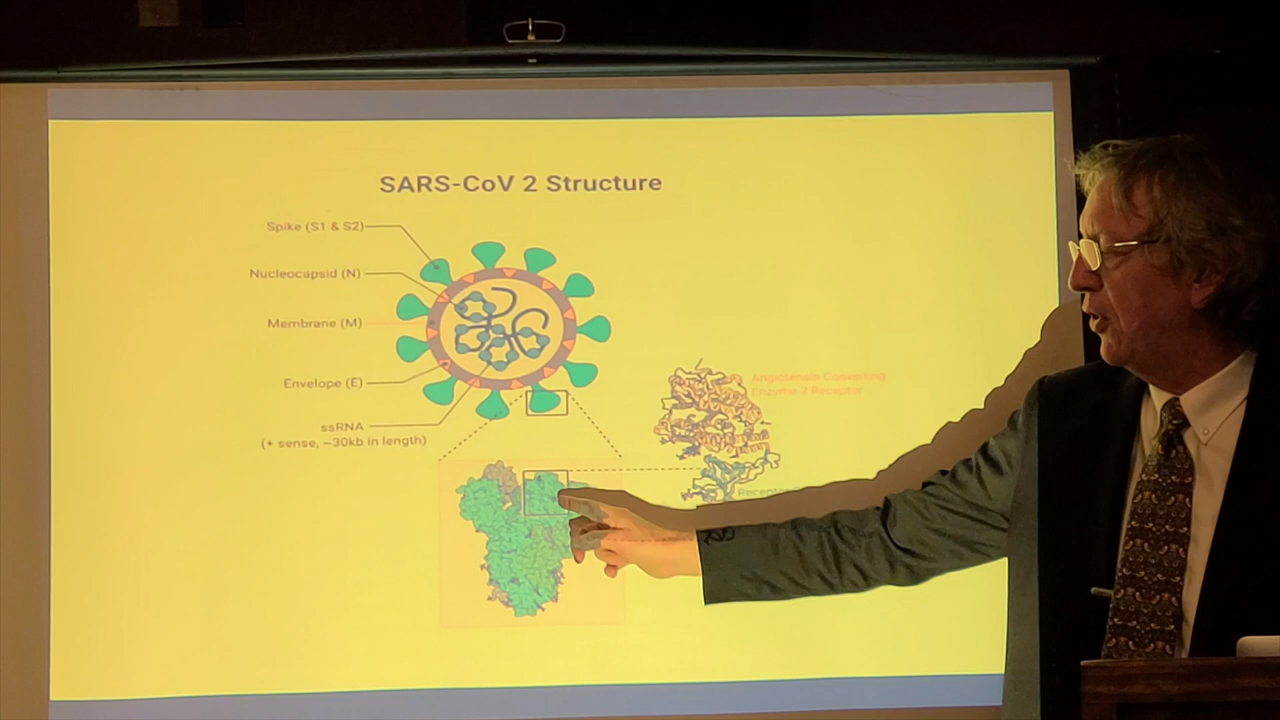 SARS-CoV 2 Structure
Spike (S1 & S2)
Nucleocapsid (N)
Membrane (M)
Envelope (E)
ssRNA
(+ sense, ~30kb in length)
Angiotensin Converting
Enzyme-2 Receptor